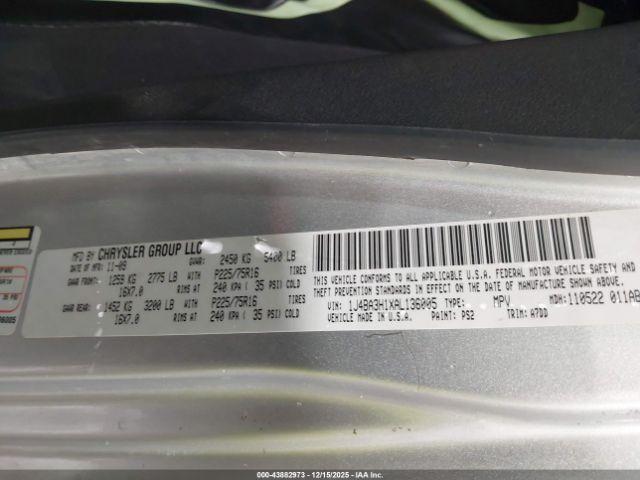 MFD BY CHRYSLER GROUP LLC
DATE OF MFR: 11-09 GVWR: 2450 KG 5400 LB
GAWR FRONT: 1259 KG 2775 LB WITH P225/75R16 TIRES
16X7.0 RIMS AT 240 KPA ( 35 PSI) COLD
GAWR REAR: 1452 KG 3200 LB WITH P225/75R16 TIRES
16X7.0 RIMS AT 240 KPA ( 35 PSI) COLD
THIS VEHICLE CONFORMS TO ALL APPLICABLE U.S.A. FEDERAL MOTOR VEHICLE SAFETY AND
THEFT PREVENTION STANDARDS IN EFFECT ON THE DATE OF MANUFACTURE SHOWN ABOVE.
VIN: 1J4BA3H1XAL136005 TYPE: MPV MDH: 110522 011AB
VEHICLE MADE IN U.S.A. PAINT: PS2 TRIM: A7DD
000-43882973 - 12/15/2025 - IAA Inc.